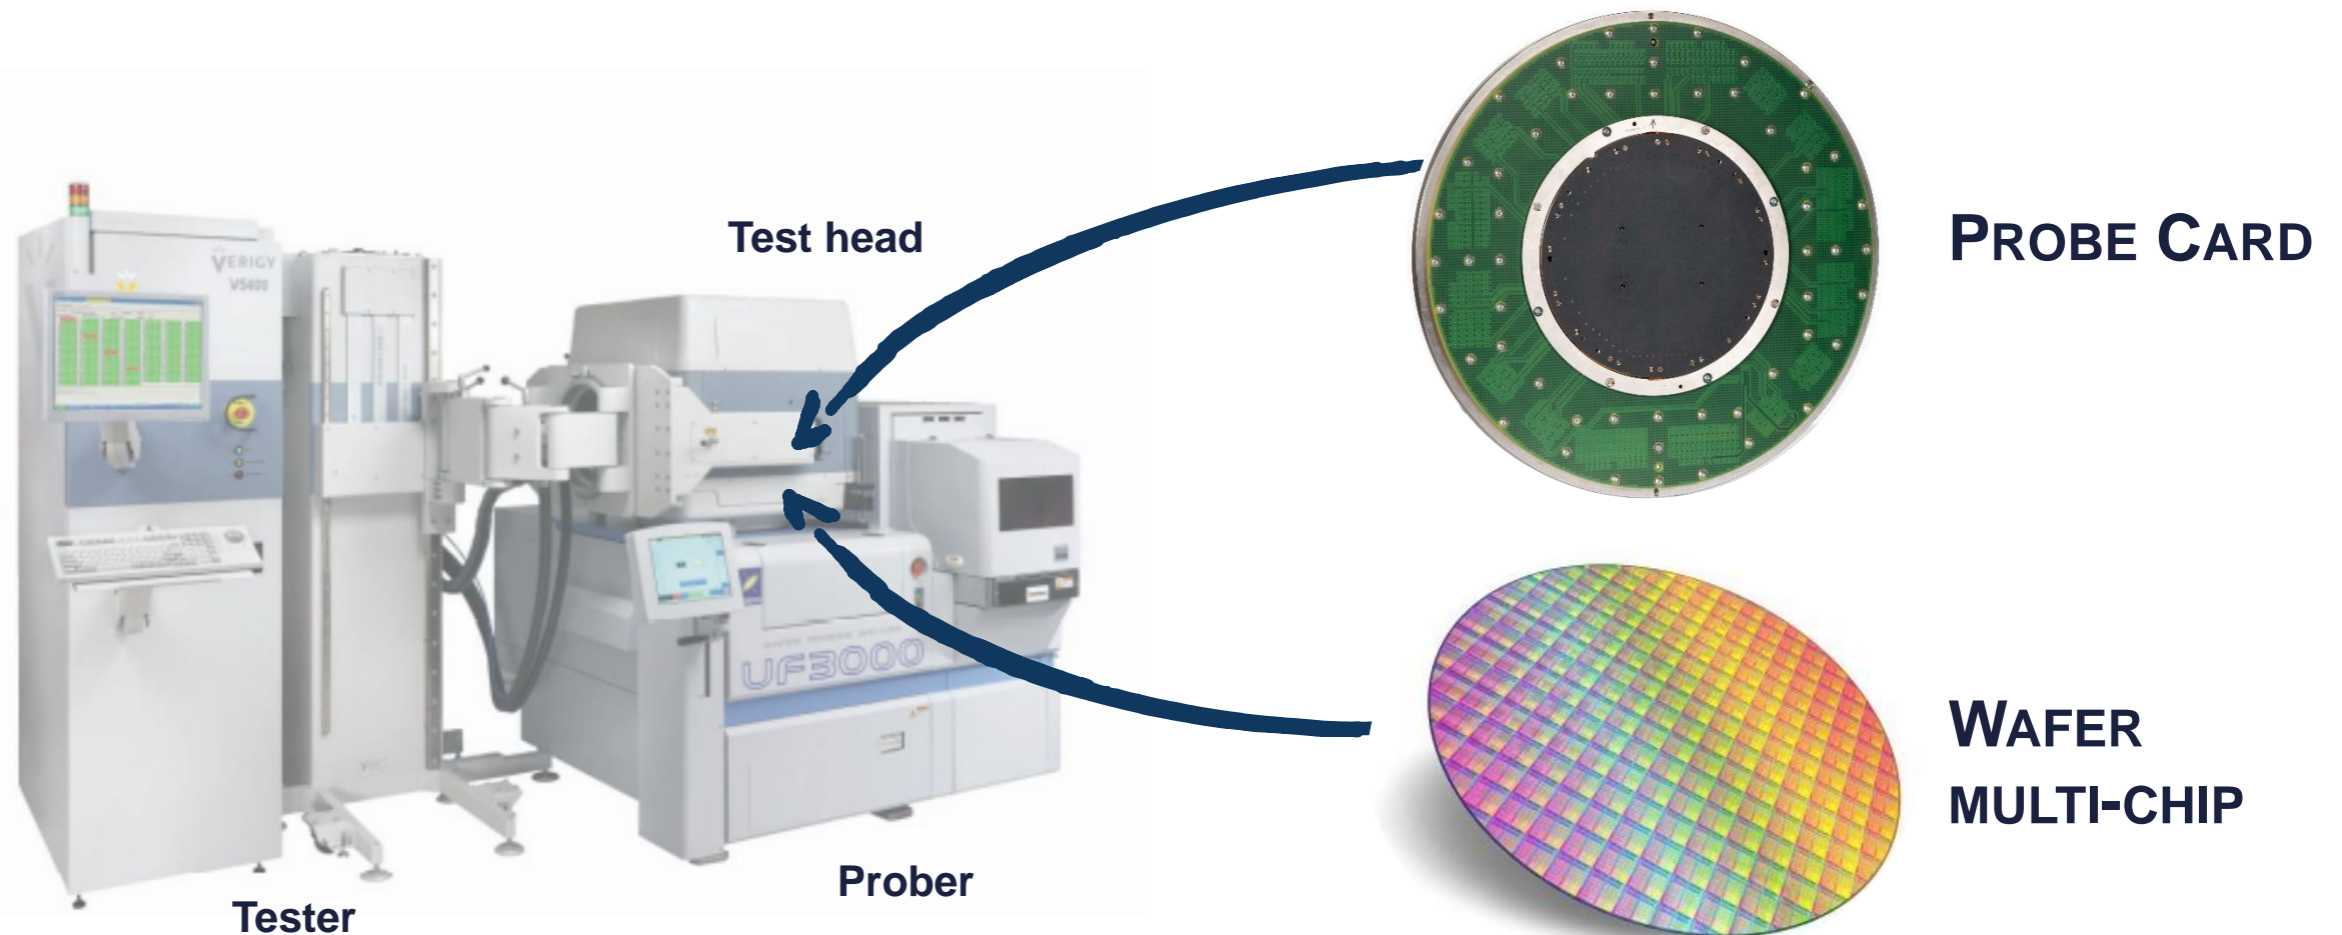 VERIGY
V5400
Test head
PROBE CARD
UF3000
WAFER
MULTI-CHIP
Prober
Tester